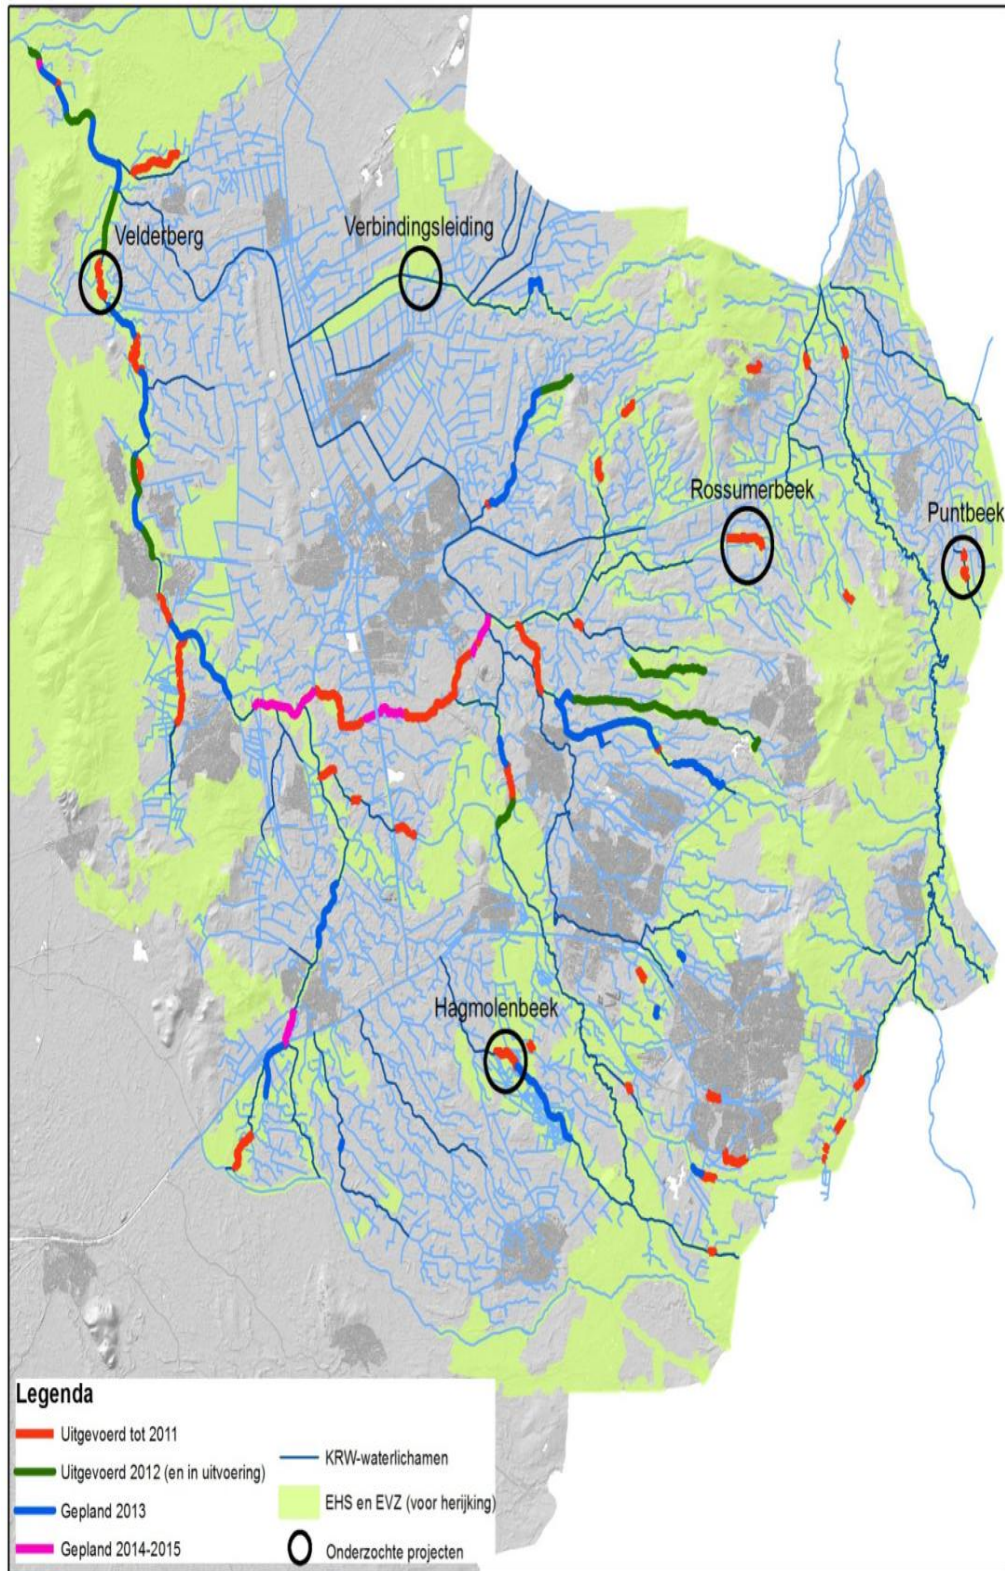 Velderberg
Verbindingsleiding
Rossumerbeek
Puntbeek
Hagmolenbeek
Legenda
Uitgevoerd tot 2011
Uitgevoerd 2012 (en in uitvoering)
Gepland 2013
Gepland 2014-2015
KRW-waterlichamen
EHS en EVZ (voor herijking)
Onderzochte projecten